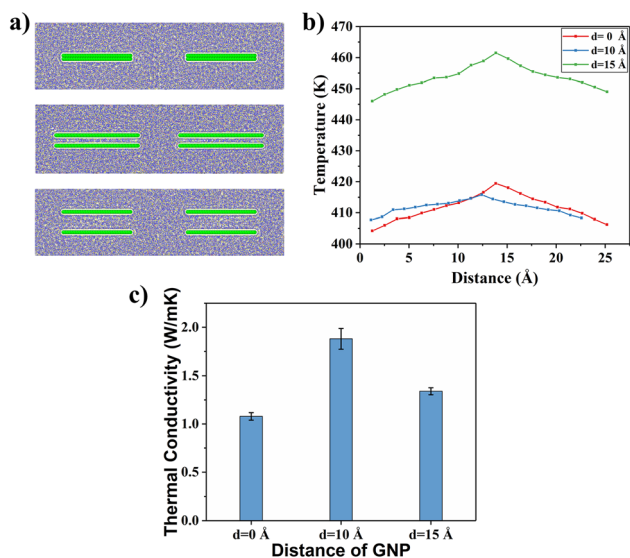 a)
b)
Temperature (K)
470
460
450
440
430
420
410
400
d= 0 Å
d=10 Å
d=15 Å
0
5
10
15
20
25
Distance (Å)
c)
Thermal Conductivity (W/mK)
2.0
1.5
1.0
0.5
0.0
d=0 Å
d=10 Å
d=15 Å
Distance of GNP